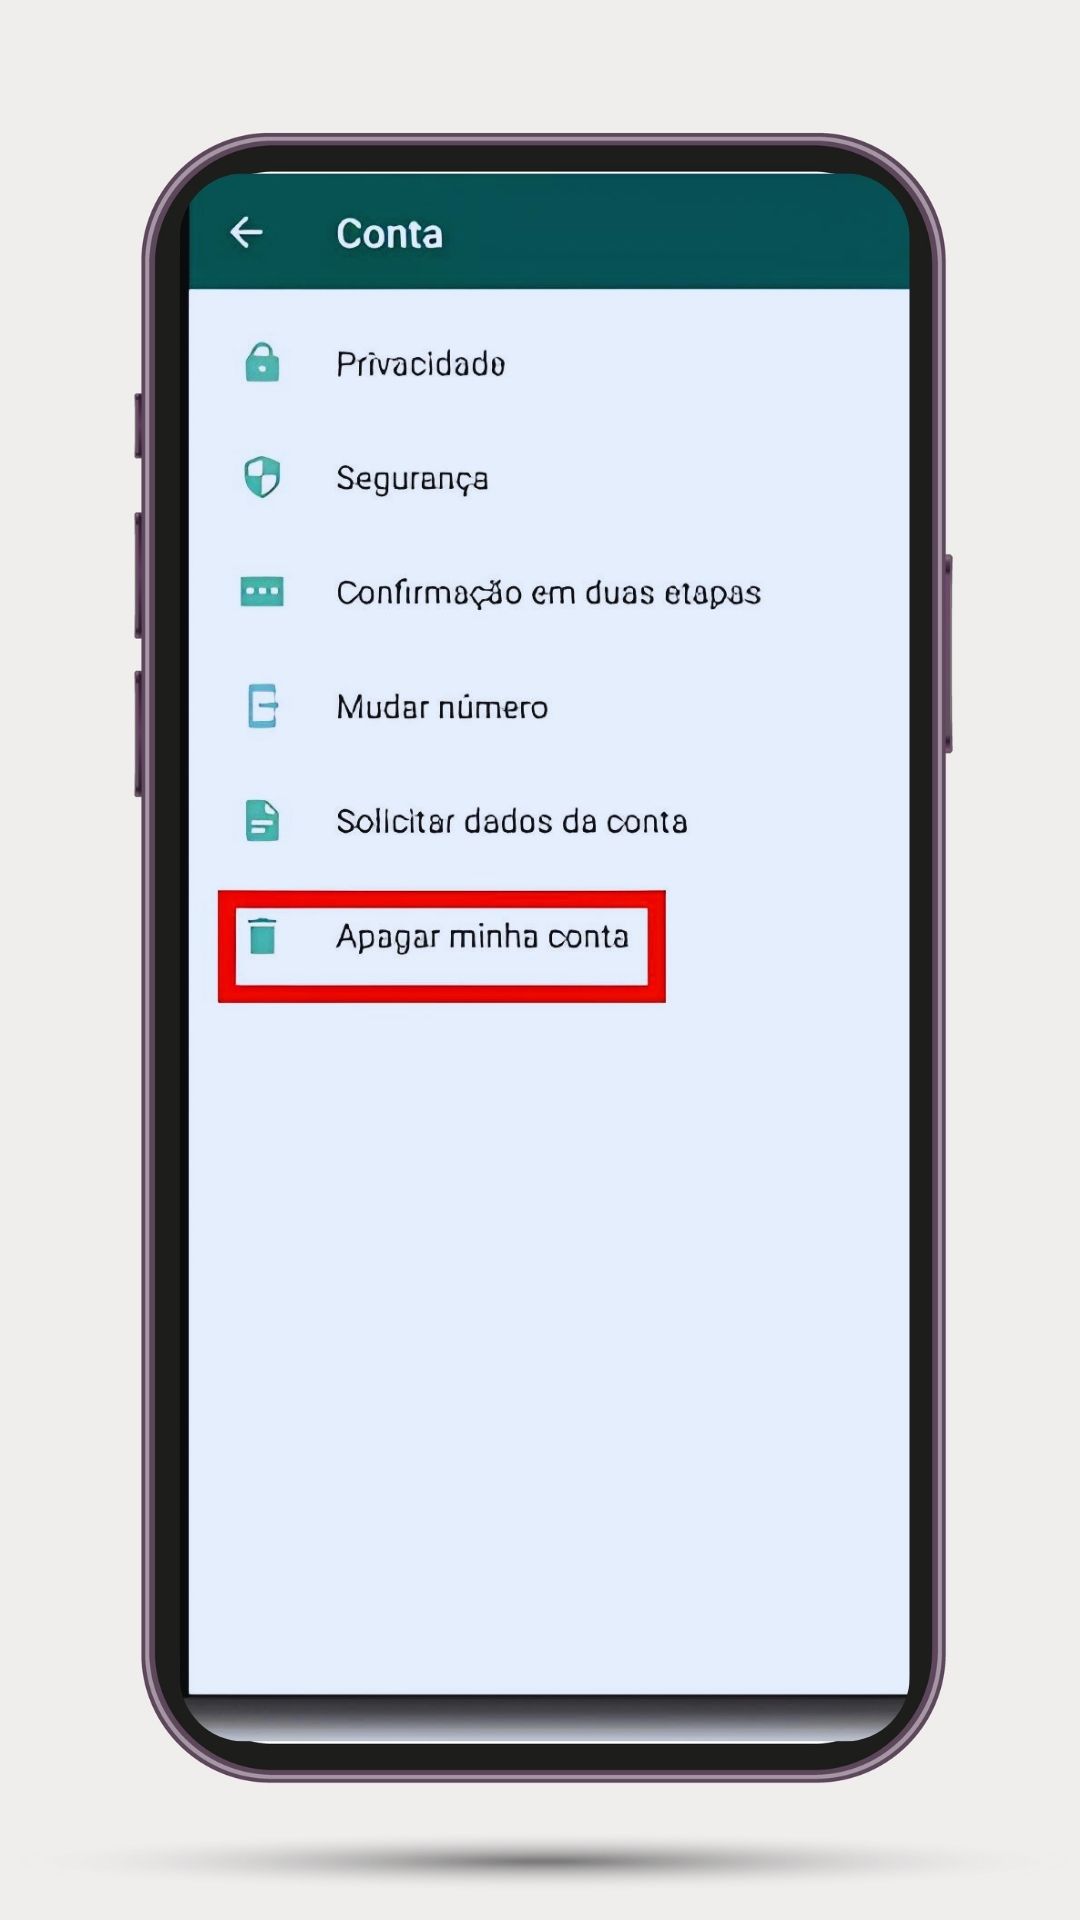 Conta
Privacidade
Segurança
Confirmação em duas etapas
Mudar número
Solicitar dados da conta
Apagar minha conta